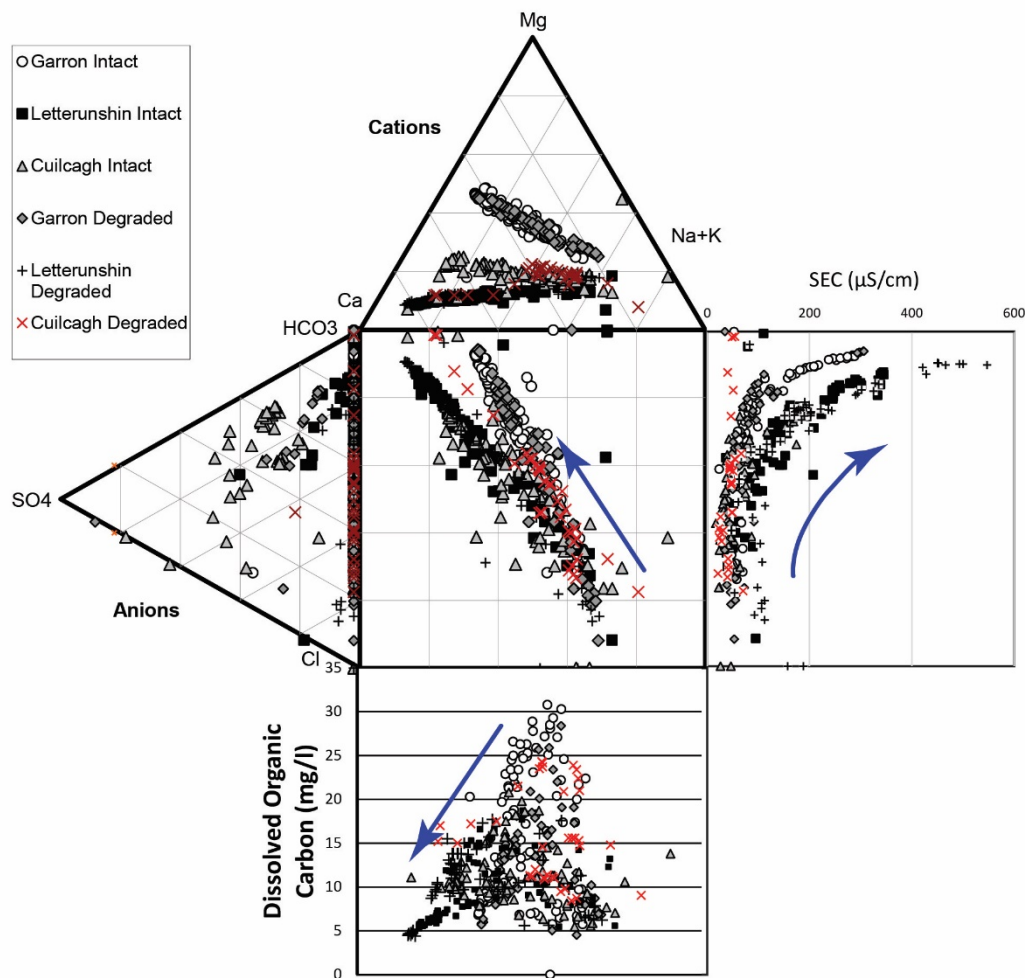 Mg
Garron Intact
Letterunshin Intact
Cuilcagh Intact
Garron Degraded
Letterunshin
Degraded
Cuilcagh Degraded
Cations
Na+K
SEC (µS/cm)
Ca
HCO3
0
200
400
600
SO4
Anions
Cl
35
30
25
20
15
10
5
0
Dissolved Organic
Carbon (mg/l)